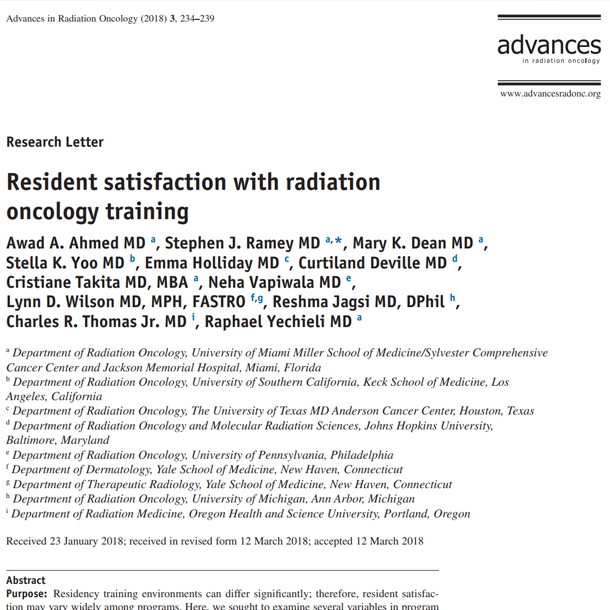 Advances in Radiation Oncology (2018) 3, 234–239
advances
in radiation oncology
www.advancesradonc.org
Research Letter
Resident satisfaction with radiation
oncology training
Awad A. Ahmed MD a, Stephen J. Ramey MD a,*, Mary K. Dean MD a,
Stella K. Yoo MD b, Emma Holliday MD c, Curtiland Deville MD d,
Cristiane Takita MD, MBA a, Neha Vapiwala MD e,
Lynn D. Wilson MD, MPH, FASTRO f,g, Reshma Jagsi MD, DPhil h,
Charles R. Thomas Jr. MD i, Raphael Yechieli MD a
a Department of Radiation Oncology, University of Miami Miller School of Medicine/Sylvester Comprehensive
Cancer Center and Jackson Memorial Hospital, Miami, Florida
b Department of Radiation Oncology, University of Southern California, Keck School of Medicine, Los
Angeles, California
c Department of Radiation Oncology, The University of Texas MD Anderson Cancer Center, Houston, Texas
d Department of Radiation Oncology and Molecular Radiation Sciences, Johns Hopkins University,
Baltimore, Maryland
e Department of Radiation Oncology, University of Pennsylvania, Philadelphia
f Department of Dermatology, Yale School of Medicine, New Haven, Connecticut
g Department of Therapeutic Radiology, Yale School of Medicine, New Haven, Connecticut
h Department of Radiation Oncology, University of Michigan, Ann Arbor, Michigan
i Department of Radiation Medicine, Oregon Health and Science University, Portland, Oregon
Received 23 January 2018; received in revised form 12 March 2018; accepted 12 March 2018
Abstract
Purpose: Residency training environments can differ significantly; therefore, resident satisfac-
tion may vary widely among programs. Here, we sought to examine several variables in program